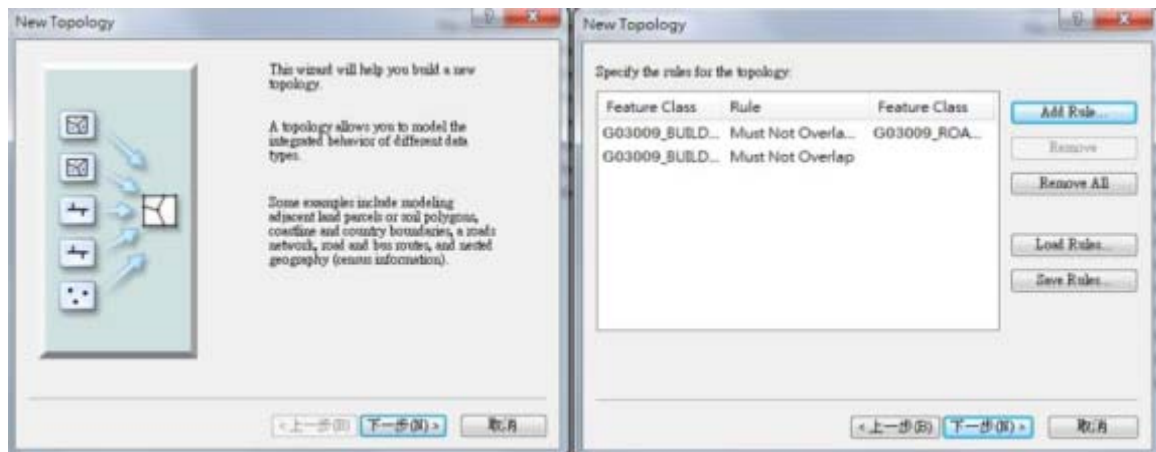 New Topology
This wizard will help you build a new
topology.
A topology allows you to model the
integrated behavior of different data
types.
Some examples include modeling
adjacent land parcels or soil polygons,
coastline and country boundaries, a roads
network, road and bus routes, and nested
geography (census information).
<上一步(B) 下一步(N) > 取消
New Topology
Specify the rules for the topology:
Feature Class Rule Feature Class
G03009_BUILD... Must Not Overla... G03009_ROA...
G03009_BUILD... Must Not Overlap
Add Rule...
Remove
Remove All
Load Rules...
Save Rules...
<上一步(B) 下一步(N) > 取消